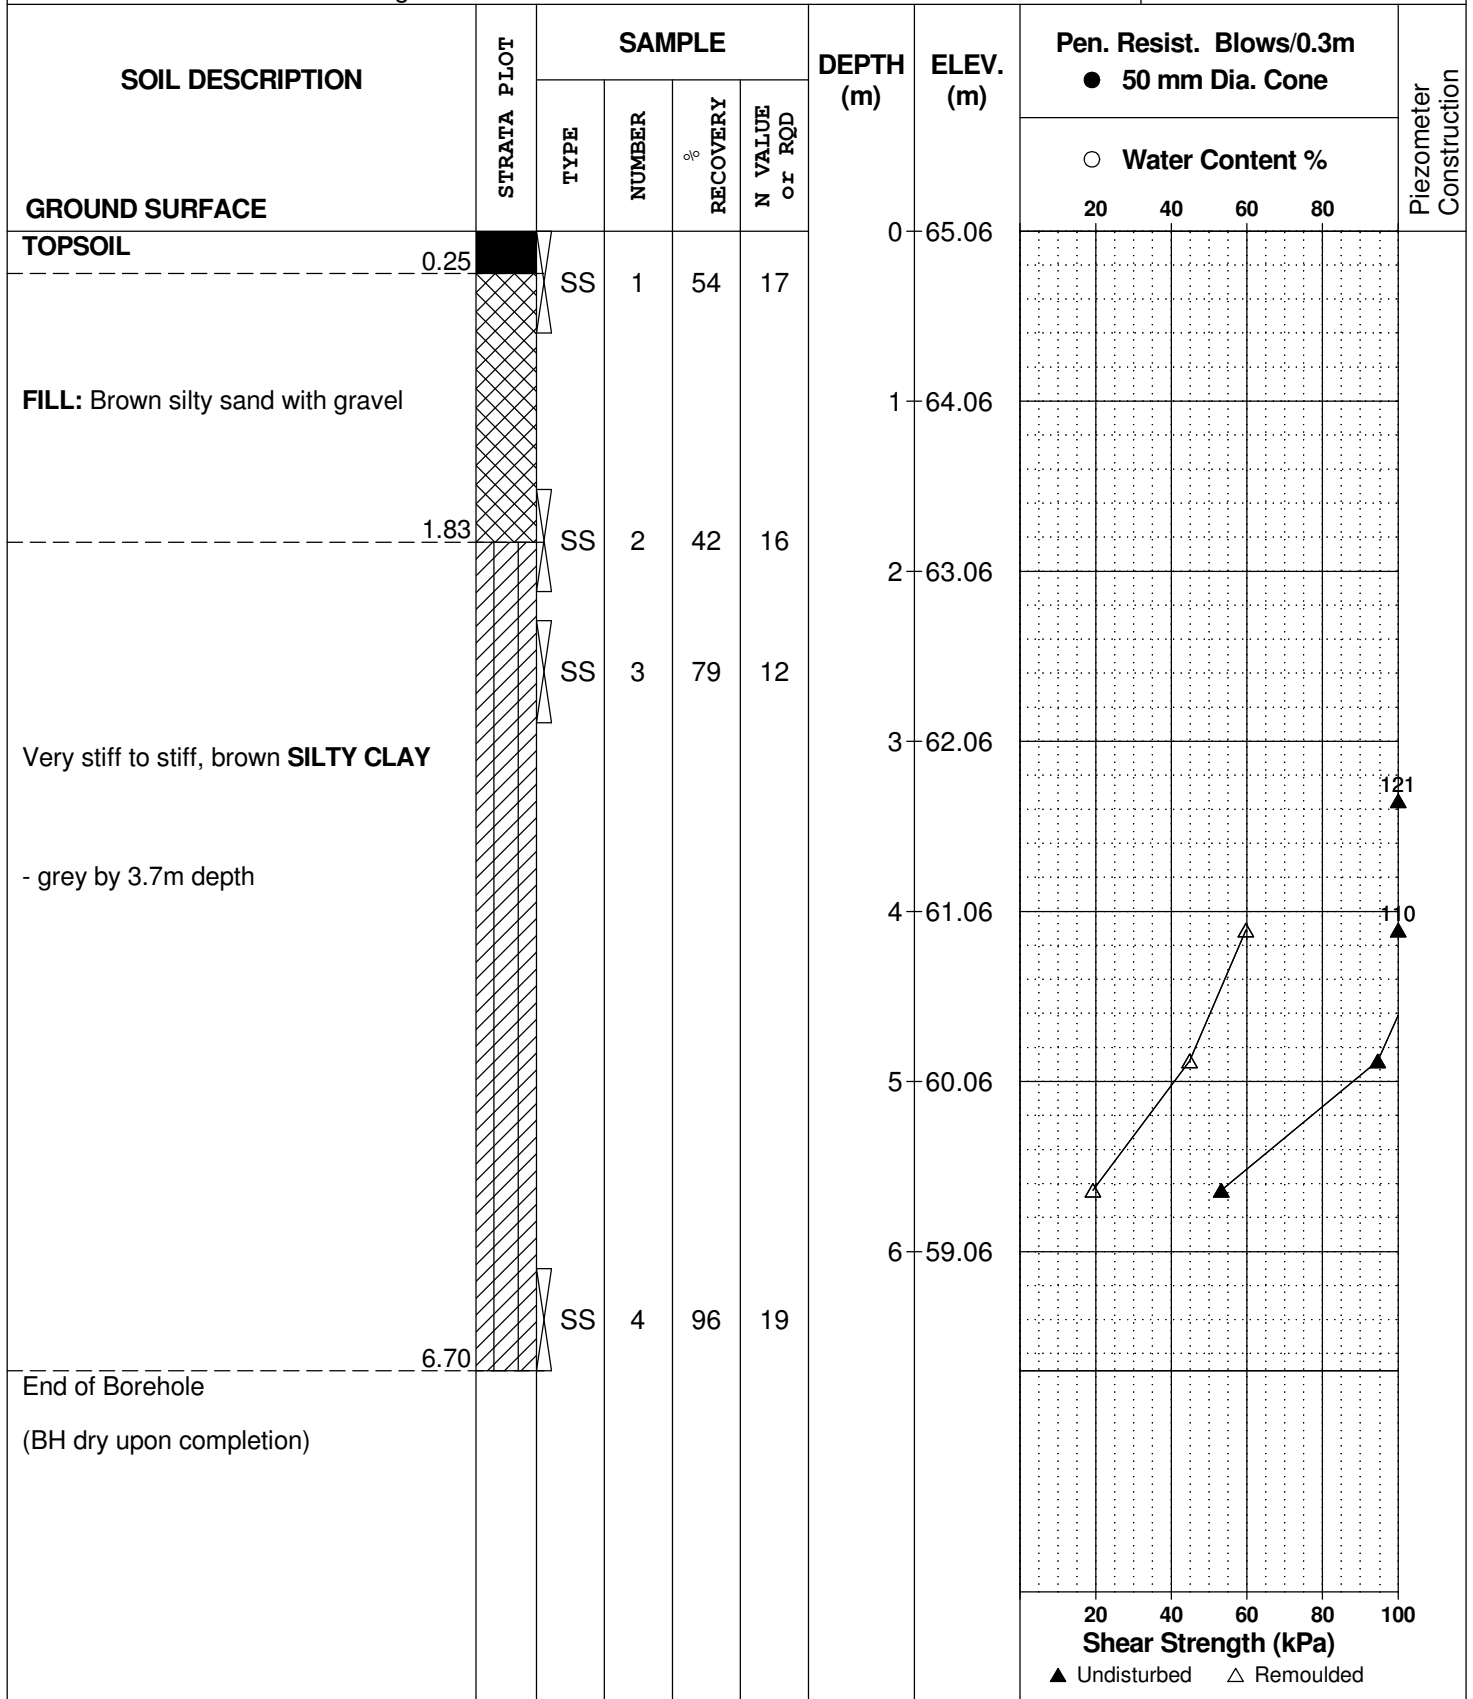 SOIL DESCRIPTION
GROUND SURFACE
STRATA PLOT
SAMPLE
TYPE
NUMBER
% RECOVERY
N VALUE or RQD
DEPTH (m)
ELEV. (m)
Pen. Resist. Blows/0.3m
● 50 mm Dia. Cone
○ Water Content %
20 40 60 80
Piezometer Construction
TOPSOIL
0.25
SS 1 54 17
0 65.06
FILL: Brown silty sand with gravel
1 64.06
1.83
SS 2 42 16
2 63.06
SS 3 79 12
Very stiff to stiff, brown SILTY CLAY
3 62.06
121
- grey by 3.7m depth
4 61.06
110
5 60.06
6 59.06
SS 4 96 19
6.70
End of Borehole
(BH dry upon completion)
20 40 60 80 100
Shear Strength (kPa)
▲ Undisturbed △ Remoulded